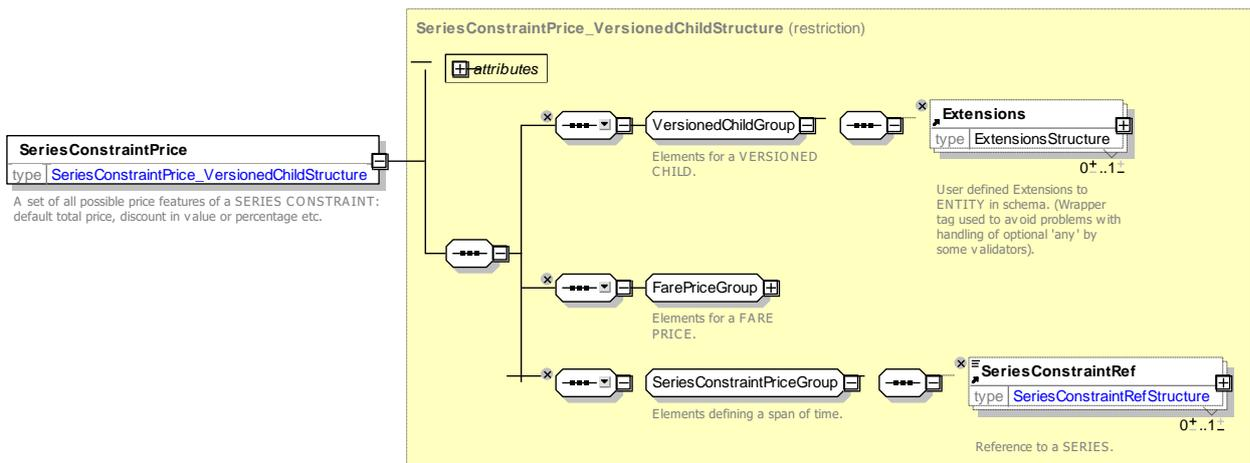 SeriesConstraintPrice_VersionedChildStructure (restriction)
attributes
SeriesConstraintPrice
type SeriesConstraintPrice_VersionedChildStructure
A set of all possible price features of a SERIES CONSTRAINT:
default total price, discount in value or percentage etc.
VersionedChildGroup
Elements for a VERSIONED
CHILD.
Extensions
type ExtensionsStructure
0..1
User defined Extensions to
ENTITY in schema. (Wrapper
tag used to avoid problems with
handling of optional 'any' by
some validators).
FarePriceGroup
Elements for a FARE
PRICE.
SeriesConstraintPriceGroup
Elements defining a span of time.
SeriesConstraintRef
type SeriesConstraintRefStructure
0..1
Reference to a SERIES.